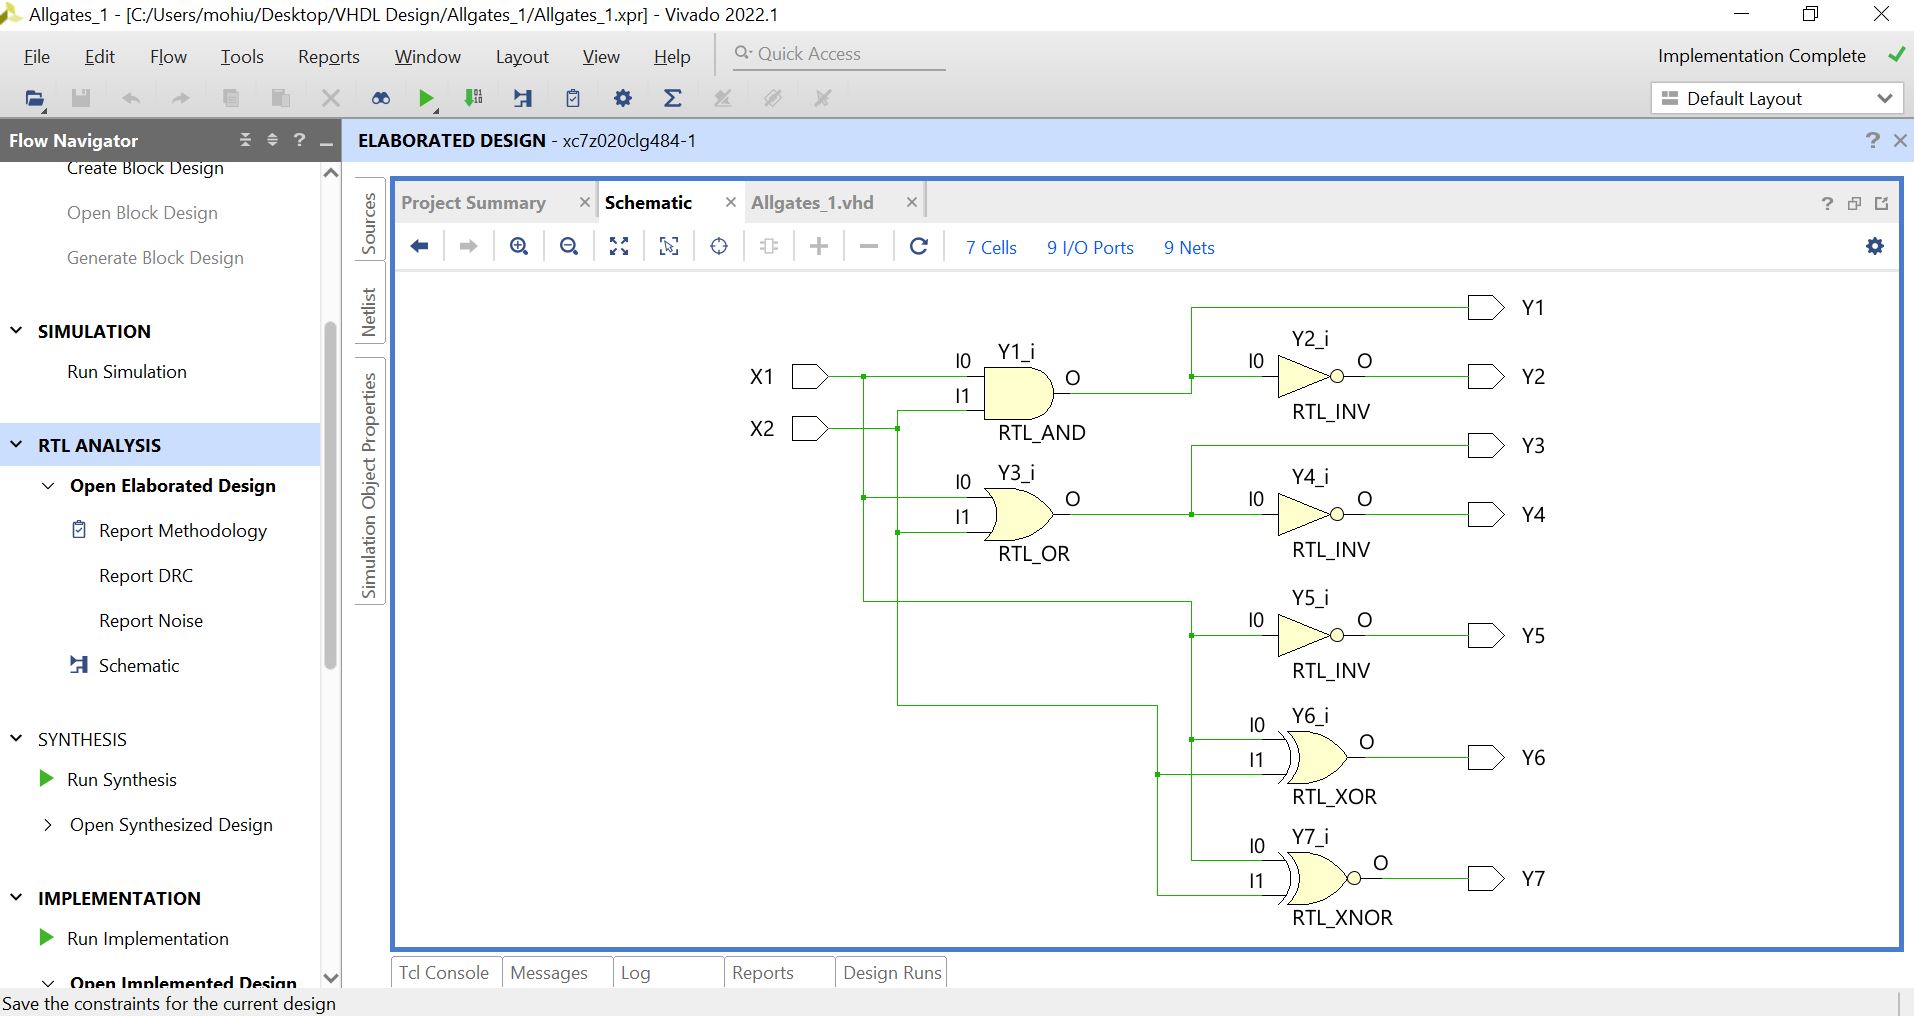 Allgates_1 - [C:/Users/mohiu/Desktop/VHDL Design/Allgates_1/Allgates_1.xpr] - Vivado 2022.1
File Edit Flow Tools Reports Window Layout View Help Quick Access Implementation Complete
Default Layout
Flow Navigator
ELABORATED DESIGN - xc7z020clg484-1
Create Block Design
Open Block Design
Generate Block Design
SIMULATION
Run Simulation
RTL ANALYSIS
Open Elaborated Design
Report Methodology
Report DRC
Report Noise
Schematic
SYNTHESIS
Run Synthesis
Open Synthesized Design
IMPLEMENTATION
Run Implementation
Open Implemented Design
Sources
Netlist
Simulation Object Properties
Project Summary Schematic Allgates_1.vhd
7 Cells 9 I/O Ports 9 Nets
X1
X2
I0 Y1_i O
I1
RTL_AND
Y1
I0 Y2_i O
RTL_INV
Y2
I0 Y3_i O
I1
RTL_OR
Y3
I0 Y4_i O
RTL_INV
Y4
I0 Y5_i O
RTL_INV
Y5
I0 Y6_i O
I1
RTL_XOR
Y6
I0 Y7_i O
I1
RTL_XNOR
Y7
Tcl Console Messages Log Reports Design Runs
Save the constraints for the current design